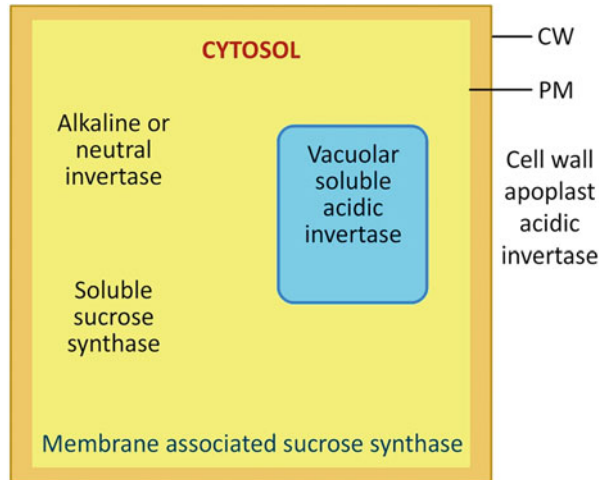 CYTOSOL
CW
PM
Alkaline or
neutral
invertase
Vacuolar
soluble
acidic
invertase
Cell wall
apoplast
acidic
invertase
Soluble
sucrose
synthase
Membrane associated sucrose synthase